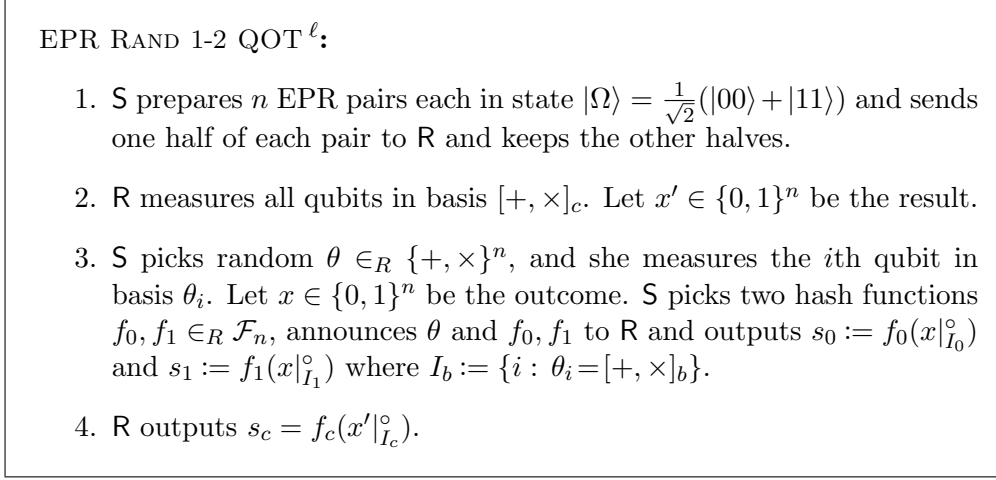 EPR RAND 1-2 QOT^ℓ:
1. S prepares n EPR pairs each in state |Ω⟩ = 1/√2(|00⟩+|11⟩) and sends
one half of each pair to R and keeps the other halves.
2. R measures all qubits in basis [+, ×]_c. Let x′ ∈ {0, 1}^n be the result.
3. S picks random θ ∈_R {+, ×}^n, and she measures the ith qubit in
basis θ_i. Let x ∈ {0, 1}^n be the outcome. S picks two hash functions
f_0, f_1 ∈_R F_n, announces θ and f_0, f_1 to R and outputs s_0 := f_0(x|°_{I_0})
and s_1 := f_1(x|°_{I_1}) where I_b := {i : θ_i=[+, ×]_b}.
4. R outputs s_c = f_c(x′|°_{I_c}).